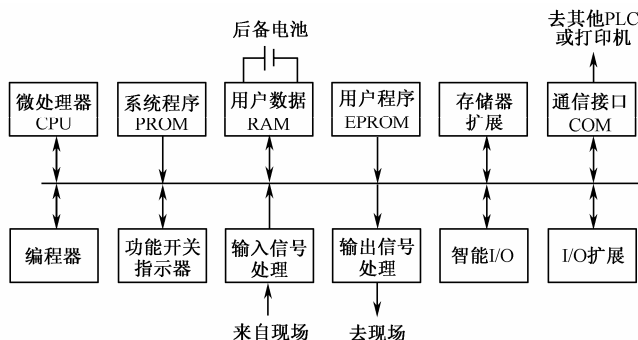 后备电池
去其他PLC
或打印机
微处理器
CPU
系统程序
PROM
用户数据
RAM
用户程序
EPROM
存储器
扩展
通信接口
COM
编程器
功能开关
指示器
输入信号
处理
输出信号
处理
智能I/O
I/O扩展
来自现场
去现场